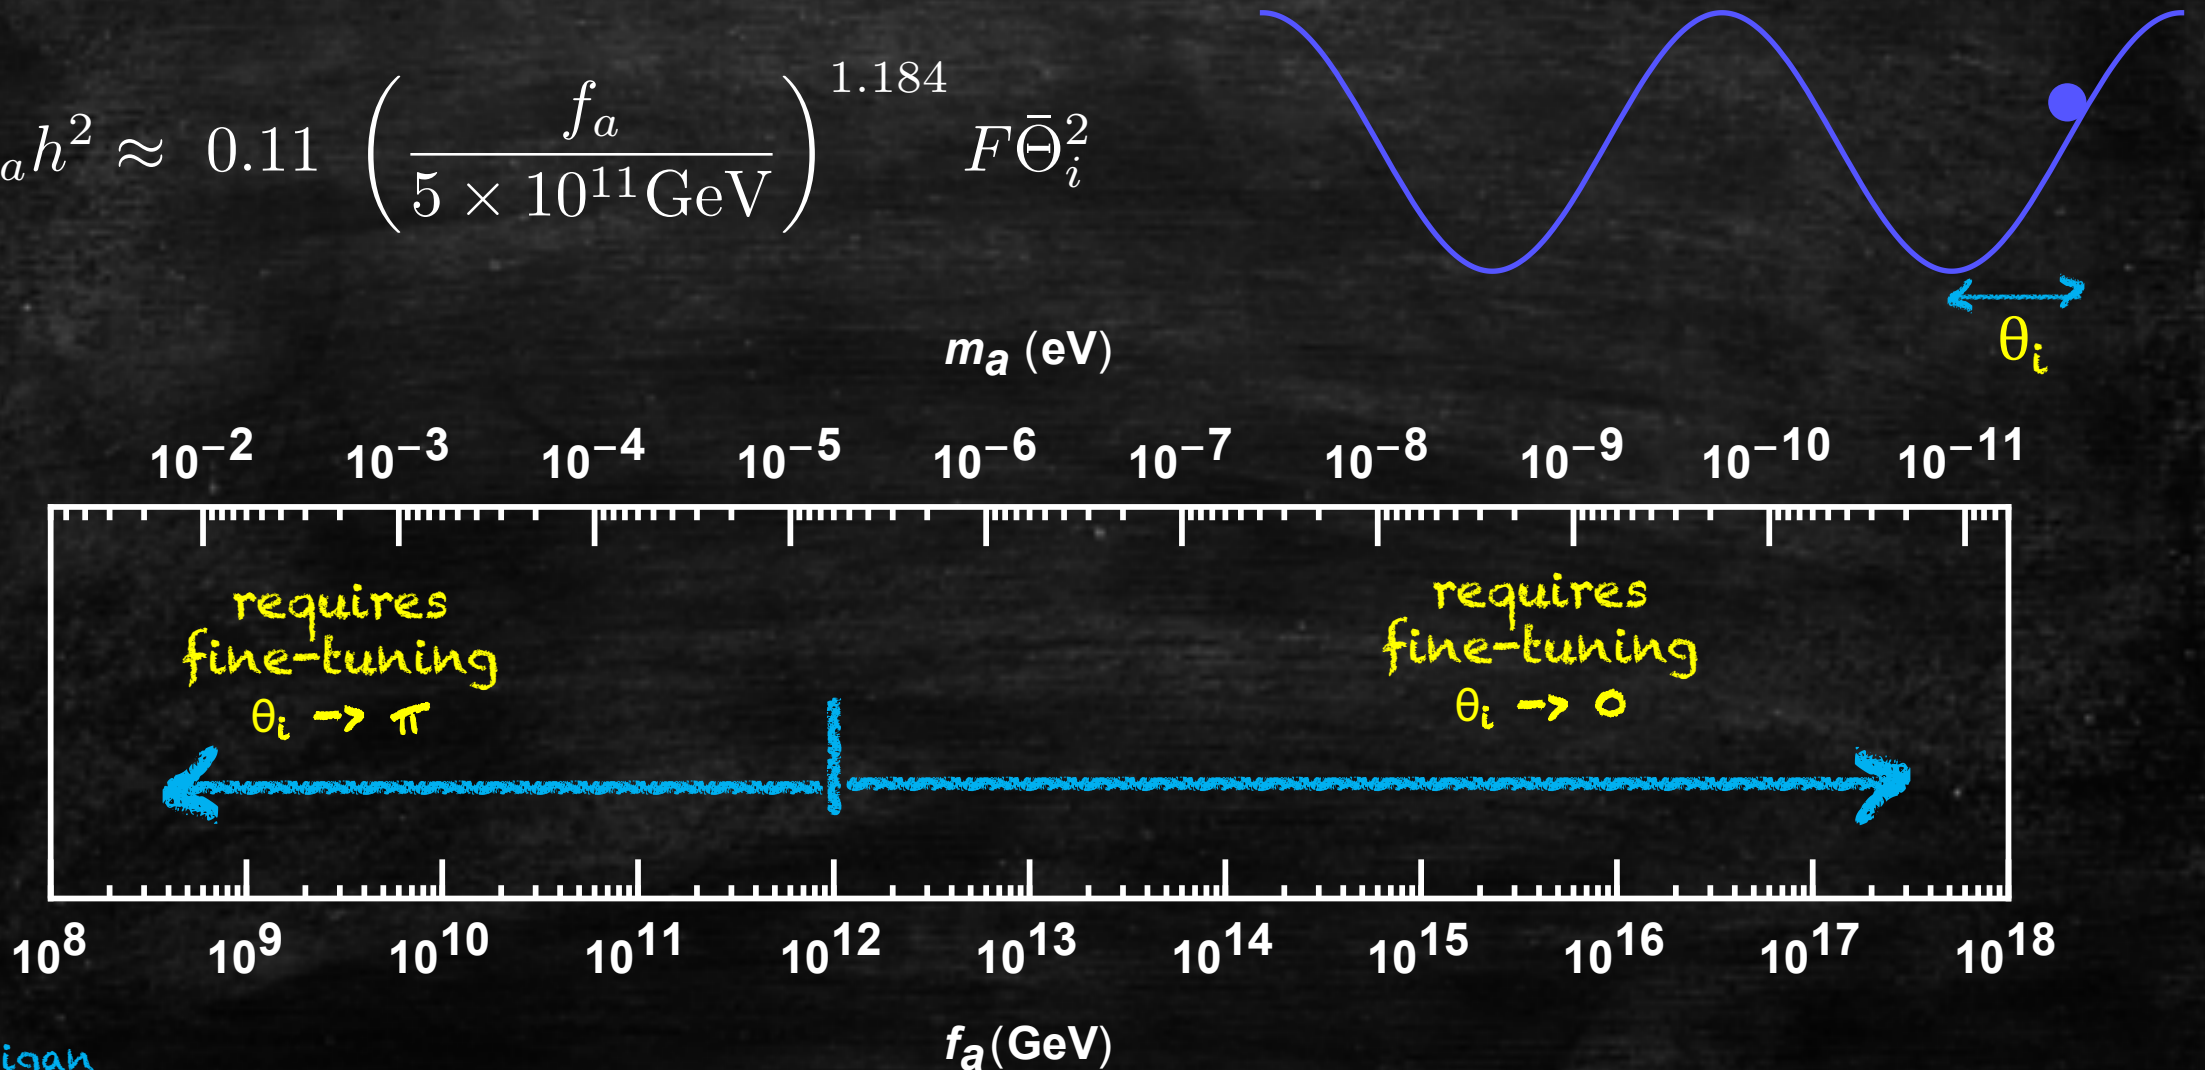 ₐh² ≈ 0.11 (fₐ / 5 × 10¹¹GeV)^1.184 FΘ̄ᵢ²
θᵢ
mₐ (eV)
10⁻² 10⁻³ 10⁻⁴ 10⁻⁵ 10⁻⁶ 10⁻⁷ 10⁻⁸ 10⁻⁹ 10⁻¹⁰ 10⁻¹¹
requires
fine-tuning
θᵢ -> π
requires
fine-tuning
θᵢ -> 0
10⁸ 10⁹ 10¹⁰ 10¹¹ 10¹² 10¹³ 10¹⁴ 10¹⁵ 10¹⁶ 10¹⁷ 10¹⁸
fₐ(GeV)